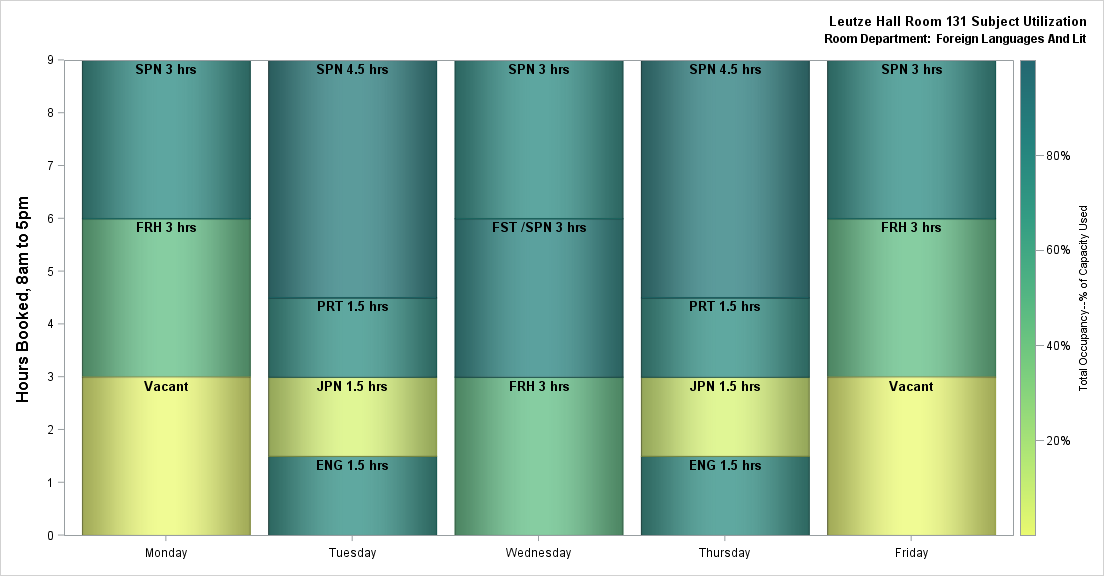 Leutze Hall Room 131 Subject Utilization
Room Department: Foreign Languages And Lit
Hours Booked, 8am to 5pm
9
8
7
6
5
4
3
2
1
0
SPN 3 hrs
FRH 3 hrs
Vacant
SPN 4.5 hrs
PRT 1.5 hrs
JPN 1.5 hrs
ENG 1.5 hrs
SPN 3 hrs
FST /SPN 3 hrs
FRH 3 hrs
SPN 4.5 hrs
PRT 1.5 hrs
JPN 1.5 hrs
ENG 1.5 hrs
SPN 3 hrs
FRH 3 hrs
Vacant
Monday
Tuesday
Wednesday
Thursday
Friday
80%
60%
40%
20%
Total Occupancy--% of Capacity Used